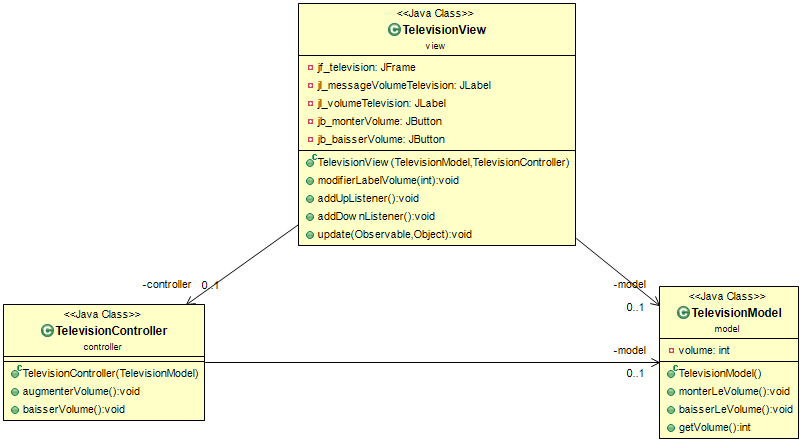 <<Java Class>>
TelevisionView
view
jf_television: JFrame
jl_messageVolumeTelevision: JLabel
jl_volumeTelevision: JLabel
jb_monterVolume: JButton
jb_baisserVolume: JButton
TelevisionView(TelevisionModel,TelevisionController)
modifierLabelVolume(int):void
addUpListener():void
addDownListener():void
update(Observable,Object):void
-controller
0..1
-model
0..1
<<Java Class>>
TelevisionController
controller
TelevisionController(TelevisionModel)
augmenterVolume():void
baisserVolume():void
-model
0..1
<<Java Class>>
TelevisionModel
model
volume: int
TelevisionModel()
monterLeVolume():void
baisserLeVolume():void
getVolume():int